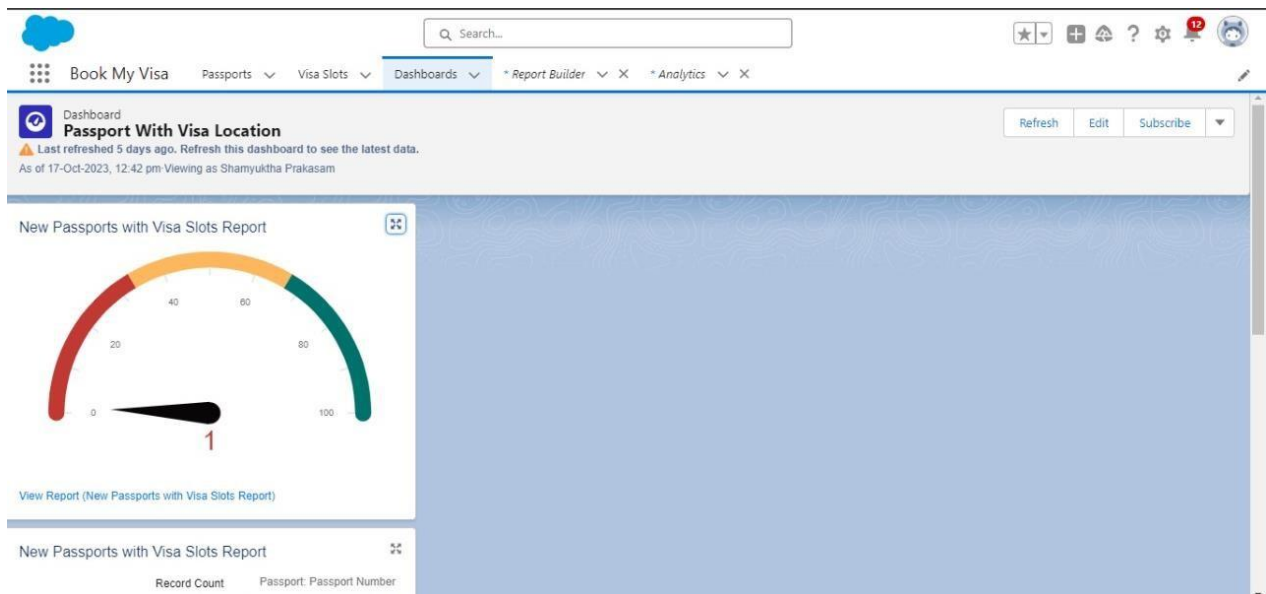 Search...
12
Book My Visa
Passports
Visa Slots
Dashboards
* Report Builder
* Analytics
Dashboard
Passport With Visa Location
Last refreshed 5 days ago. Refresh this dashboard to see the latest data.
As of 17-Oct-2023, 12:42 pm·Viewing as Shamyuktha Prakasam
Refresh
Edit
Subscribe
New Passports with Visa Slots Report
40
60
20
80
0
100
1
View Report (New Passports with Visa Slots Report)
New Passports with Visa Slots Report
Record Count
Passport: Passport Number